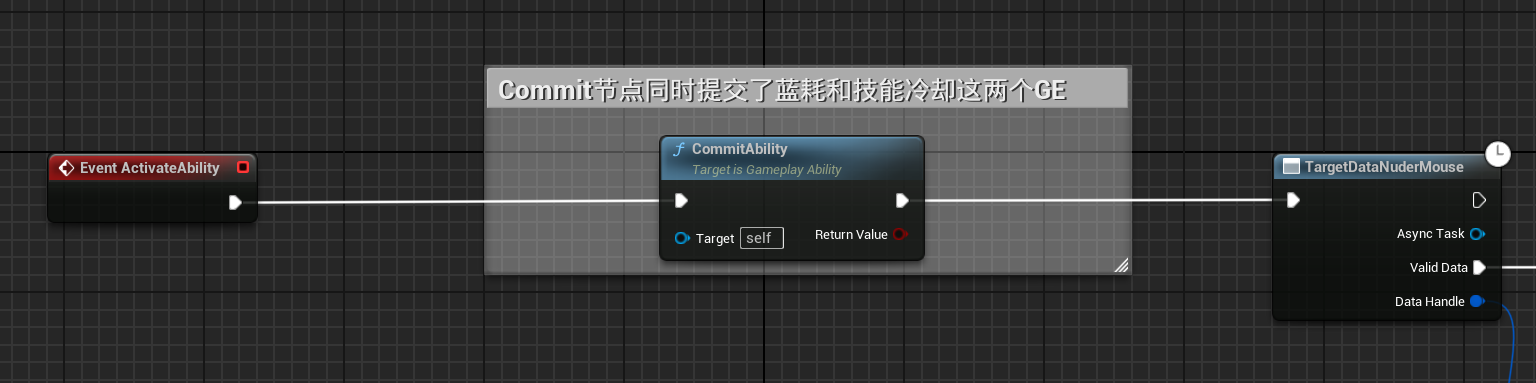 Commit节点同时提交了蓝耗和技能冷却这两个GE
Event ActivateAbility
CommitAbility
Target is Gameplay Ability
Target self
Return Value
TargetDataNuderMouse
Async Task
Valid Data
Data Handle